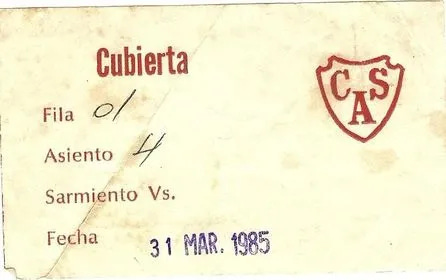 Cubierta
CAS
Fila 01
Asiento 4
Sarmiento Vs.
Fecha 31 MAR. 1985